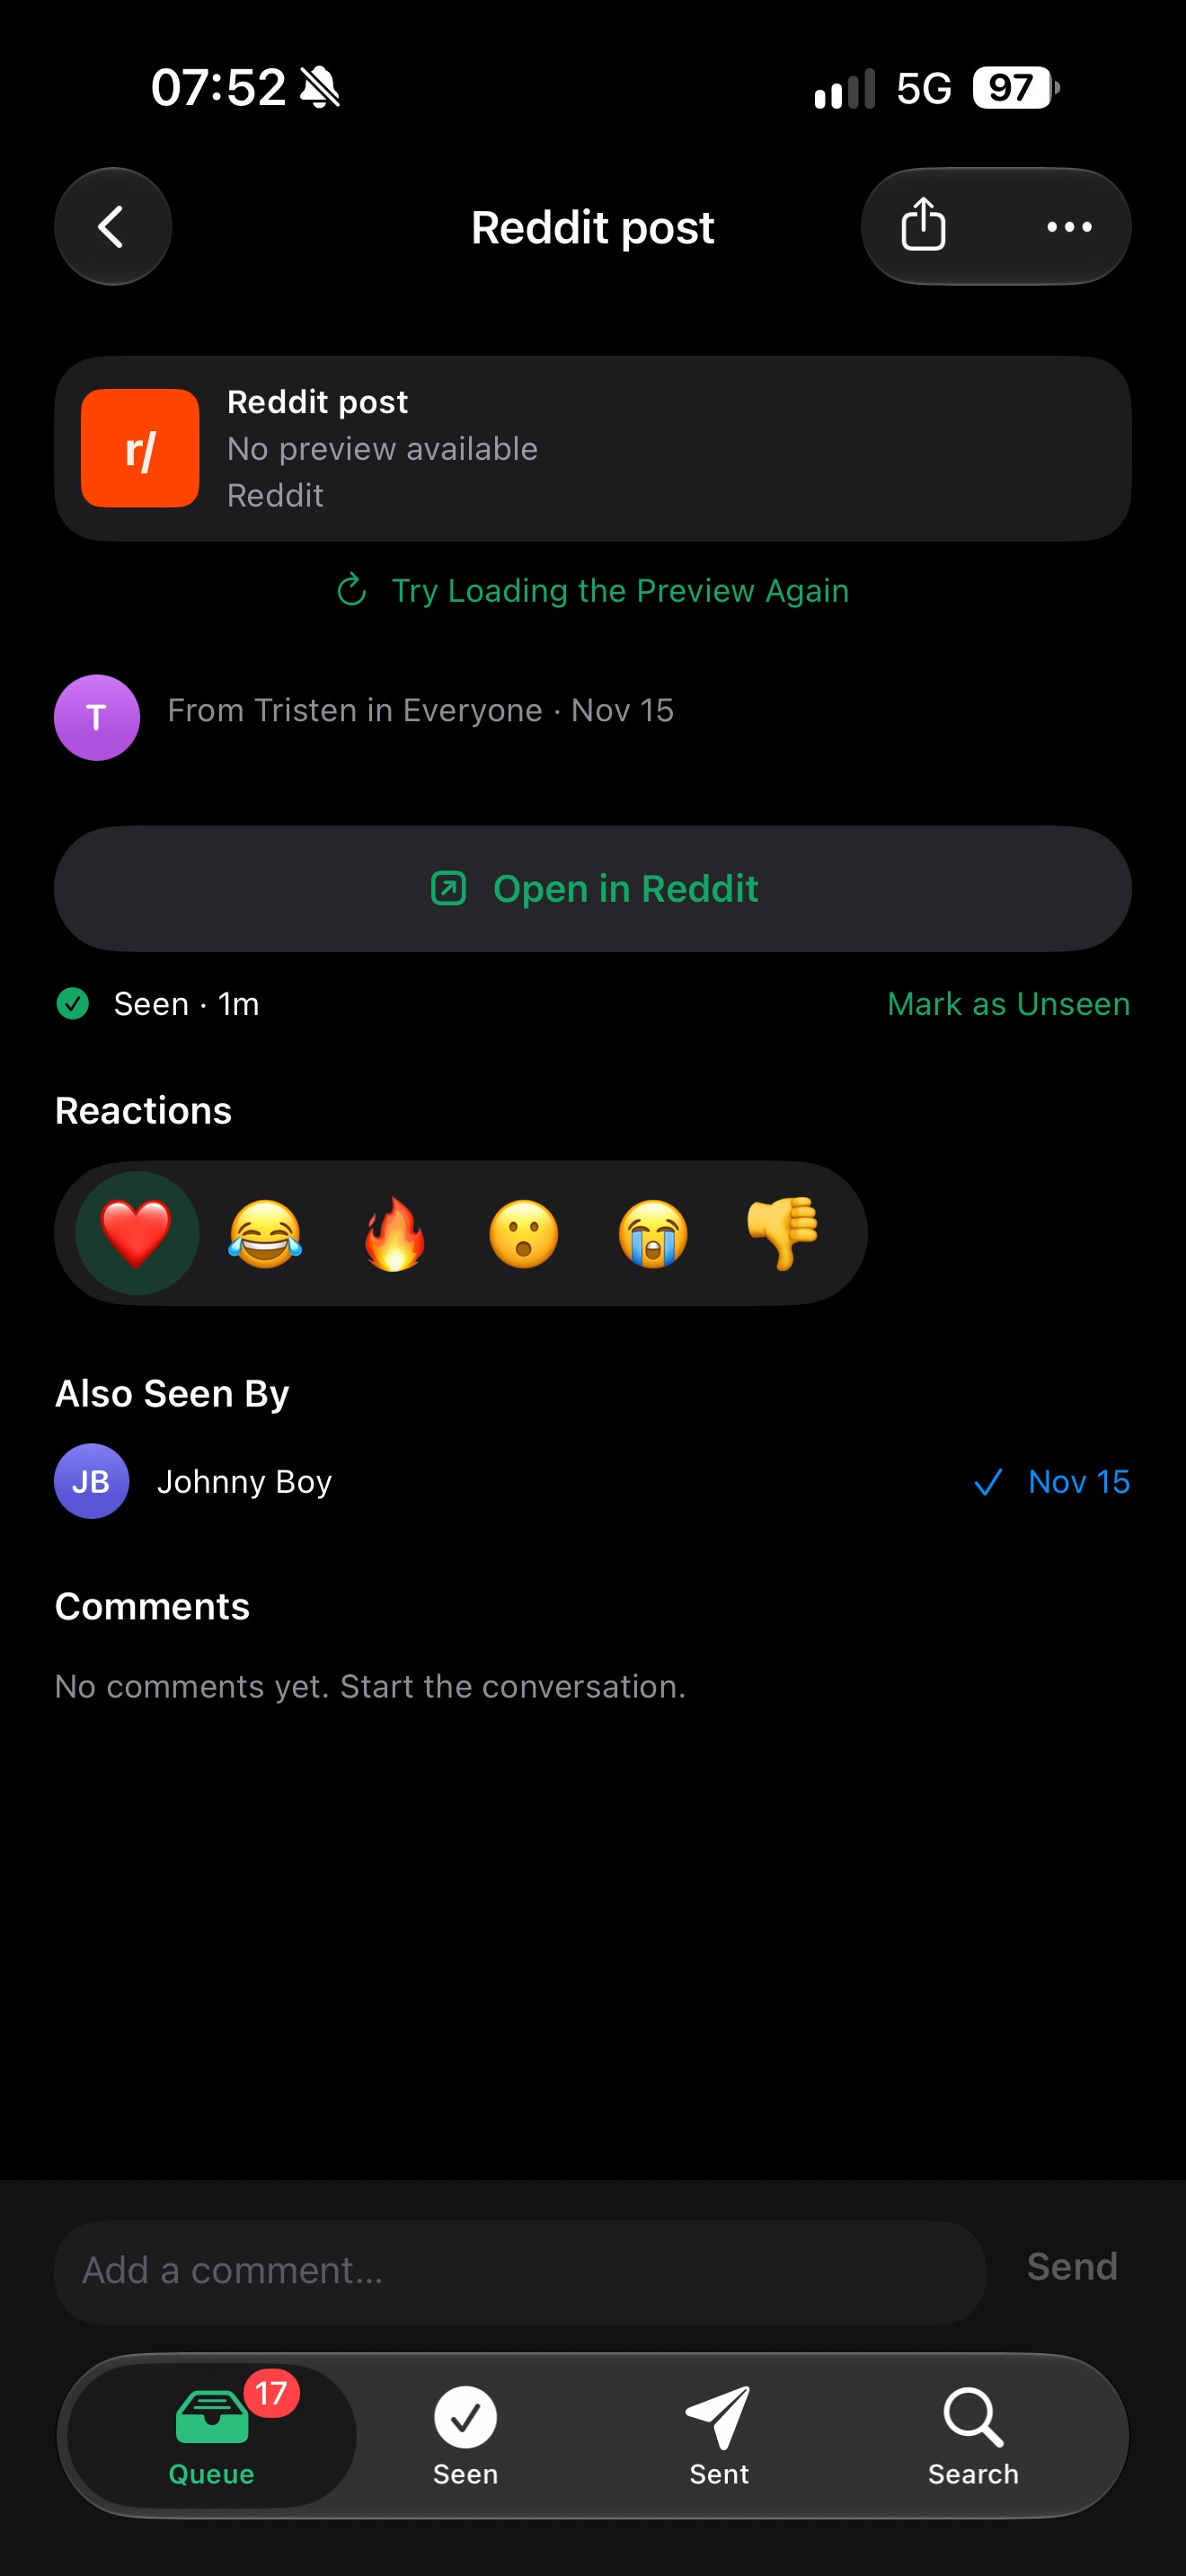 07:52
5G
97
Reddit post
r/
Reddit post
No preview available
Reddit
Try Loading the Preview Again
T
From Tristen in Everyone · Nov 15
Open in Reddit
Seen · 1m
Mark as Unseen
Reactions
Also Seen By
JB
Johnny Boy
Nov 15
Comments
No comments yet. Start the conversation.
Add a comment...
Send
17
Queue
Seen
Sent
Search